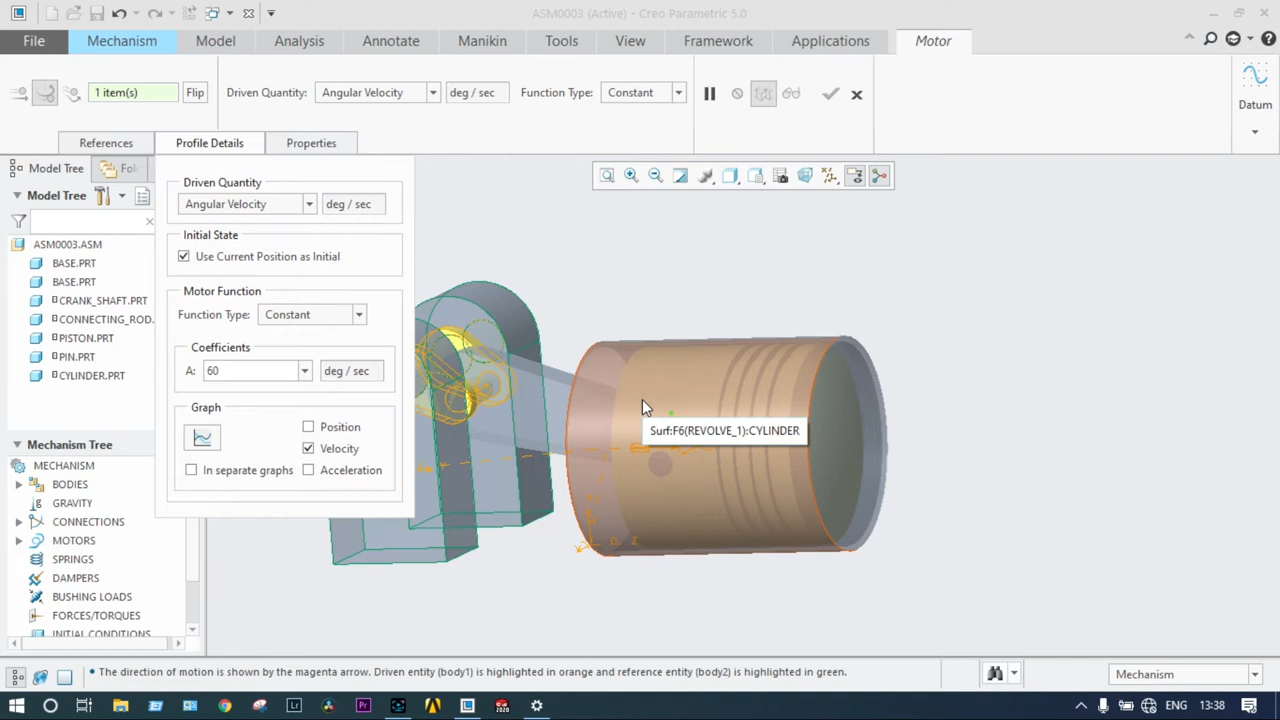 ASM0003 (Active) - Creo Parametric 5.0
File Mechanism Model Analysis Annotate Manikin Tools View Framework Applications Motor
1 item(s) Flip Driven Quantity: Angular Velocity deg / sec Function Type: Constant Datum
References Profile Details Properties
Model Tree Fol
Model Tree
ASM0003.ASM
BASE.PRT
BASE.PRT
CRANK_SHAFT.PRT
CONNECTING_ROD.
PISTON.PRT
PIN.PRT
CYLINDER.PRT
Mechanism Tree
MECHANISM
BODIES
GRAVITY
CONNECTIONS
MOTORS
SPRINGS
DAMPERS
BUSHING LOADS
FORCES/TORQUES
INITIAL CONDITIONS
Driven Quantity
Angular Velocity deg / sec
Initial State
Use Current Position as Initial
Motor Function
Function Type: Constant
Coefficients
A: 60 deg / sec
Graph
Position
Velocity
In separate graphs Acceleration
Surf:F6(REVOLVE_1):CYLINDER
• The direction of motion is shown by the magenta arrow. Driven entity (body1) is highlighted in orange and reference entity (body2) is highlighted in green.
Mechanism
ENG 13:38